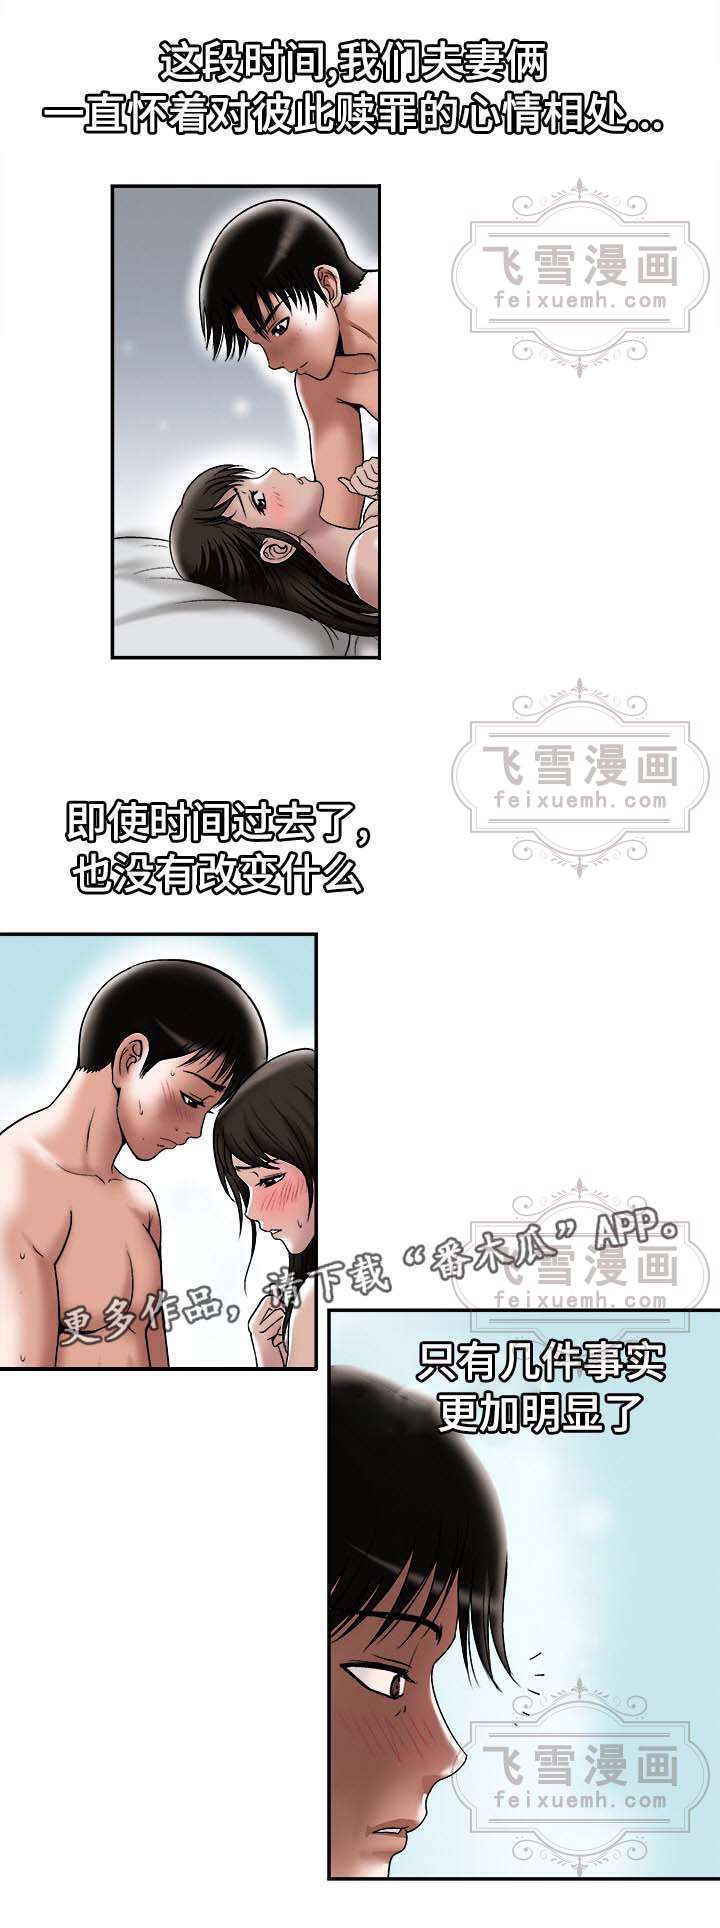 这段时间,我们夫妻俩
一直怀着对彼此赎罪的心情相处...
飞雪漫画
feixuemh.com
飞雪漫画
feixuemh.com
即使时间过去了,
也没有改变什么
更多作品，请下载“番木瓜”APP。
飞雪漫画
feixuemh.com
只有几件事实
更加明显了
飞雪漫画
feixuemh.com